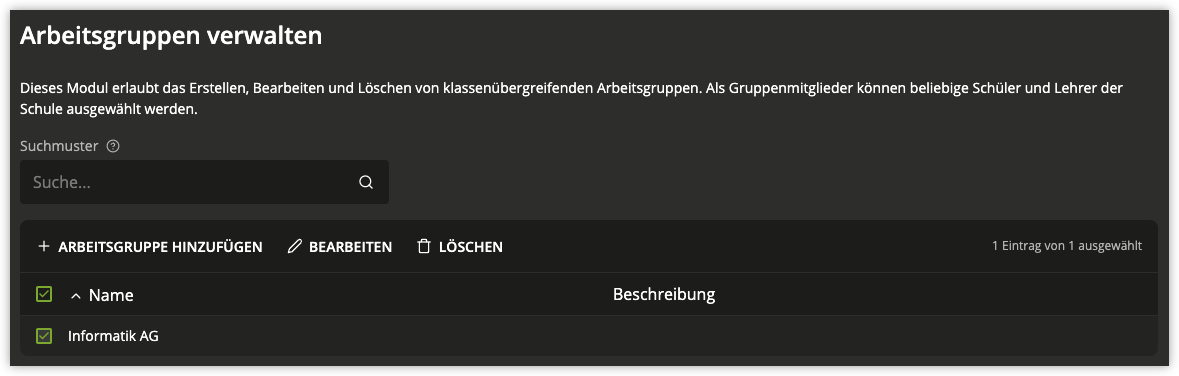 Arbeitsgruppen verwalten
Dieses Modul erlaubt das Erstellen, Bearbeiten und Löschen von klassenübergreifenden Arbeitsgruppen. Als Gruppenmitglieder können beliebige Schüler und Lehrer der
Schule ausgewählt werden.
Suchmuster
Suche...
ARBEITSGRUPPE HINZUFÜGEN BEARBEITEN LÖSCHEN 1 Eintrag von 1 ausgewählt
Name Beschreibung
Informatik AG